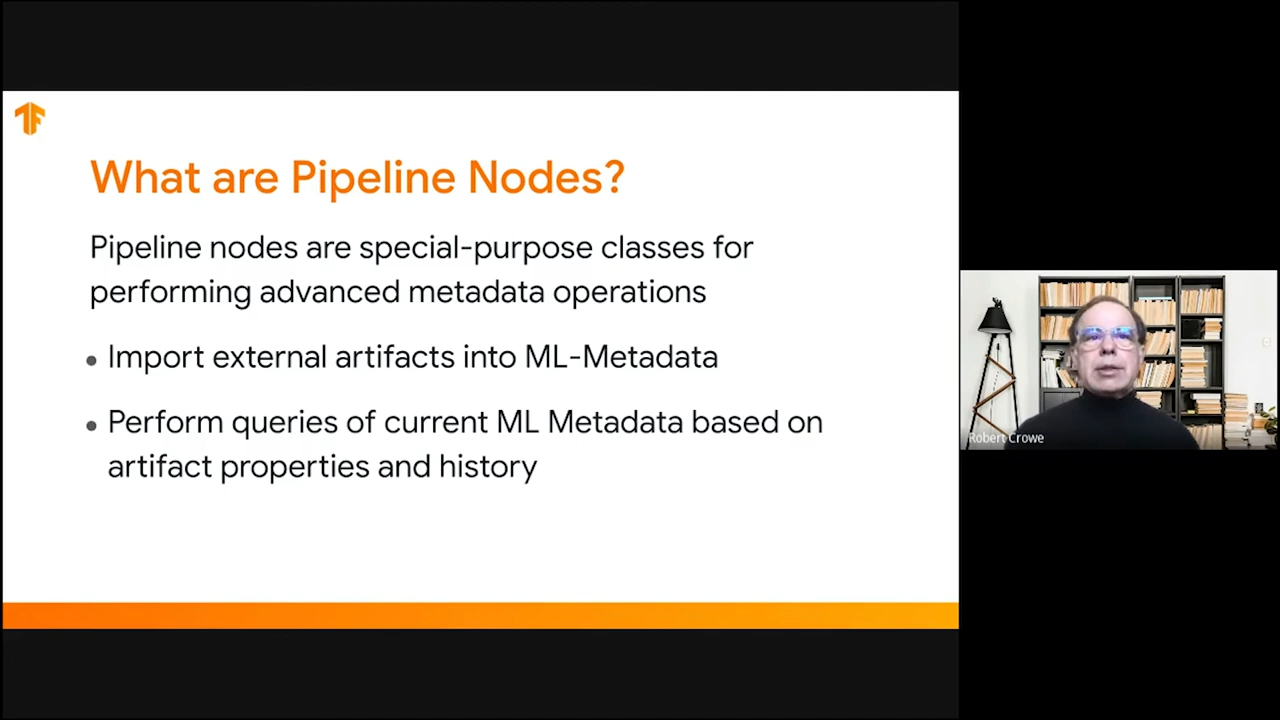 What are Pipeline Nodes?
Pipeline nodes are special-purpose classes for
performing advanced metadata operations
• Import external artifacts into ML-Metadata
• Perform queries of current ML Metadata based on
artifact properties and history
Robert Crowe